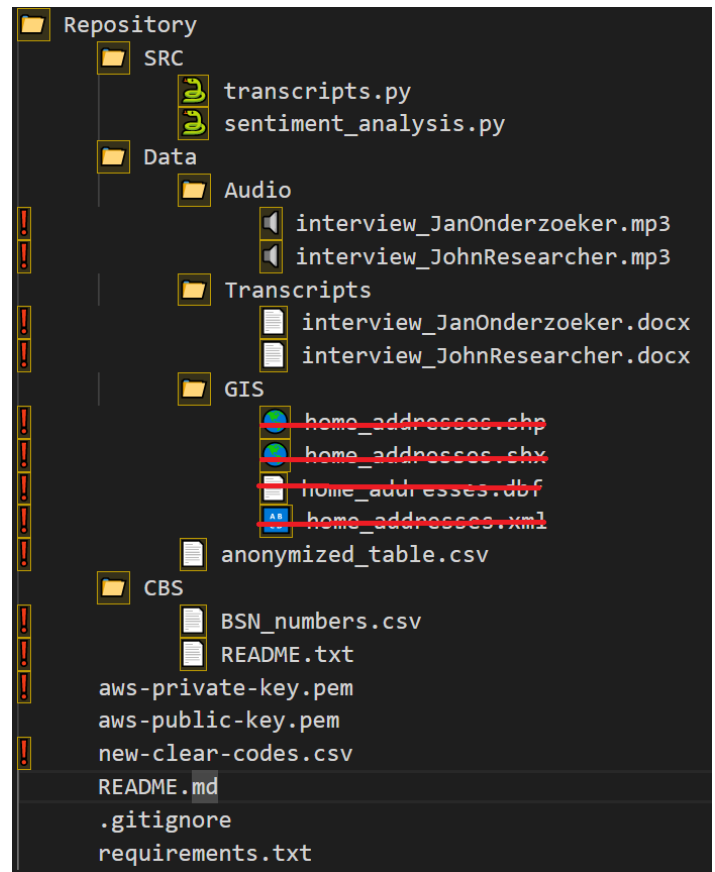 Repository
SRC
transcripts.py
sentiment_analysis.py
Data
Audio
interview_JanOnderzoeker.mp3
interview_JohnResearcher.mp3
Transcripts
interview_JanOnderzoeker.docx
interview_JohnResearcher.docx
GIS
home_addresses.shp
home_addresses.shx
home_addresses.dbf
home_addresses.xml
anonymized_table.csv
CBS
BSN_numbers.csv
README.txt
aws-private-key.pem
aws-public-key.pem
new-clear-codes.csv
README.md
.gitignore
requirements.txt